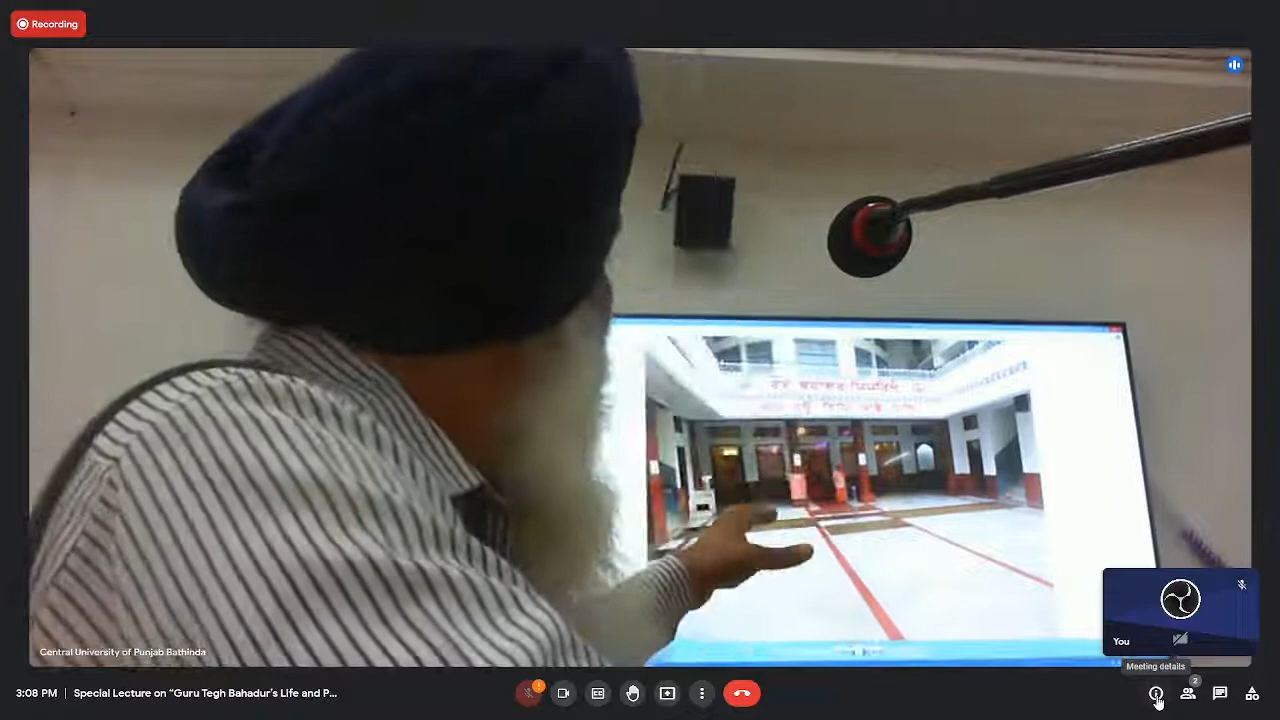 Recording
Central University of Punjab Bathinda
You
Meeting details
2
3:08 PM | Special Lecture on "Guru Tegh Bahadur's Life and P...